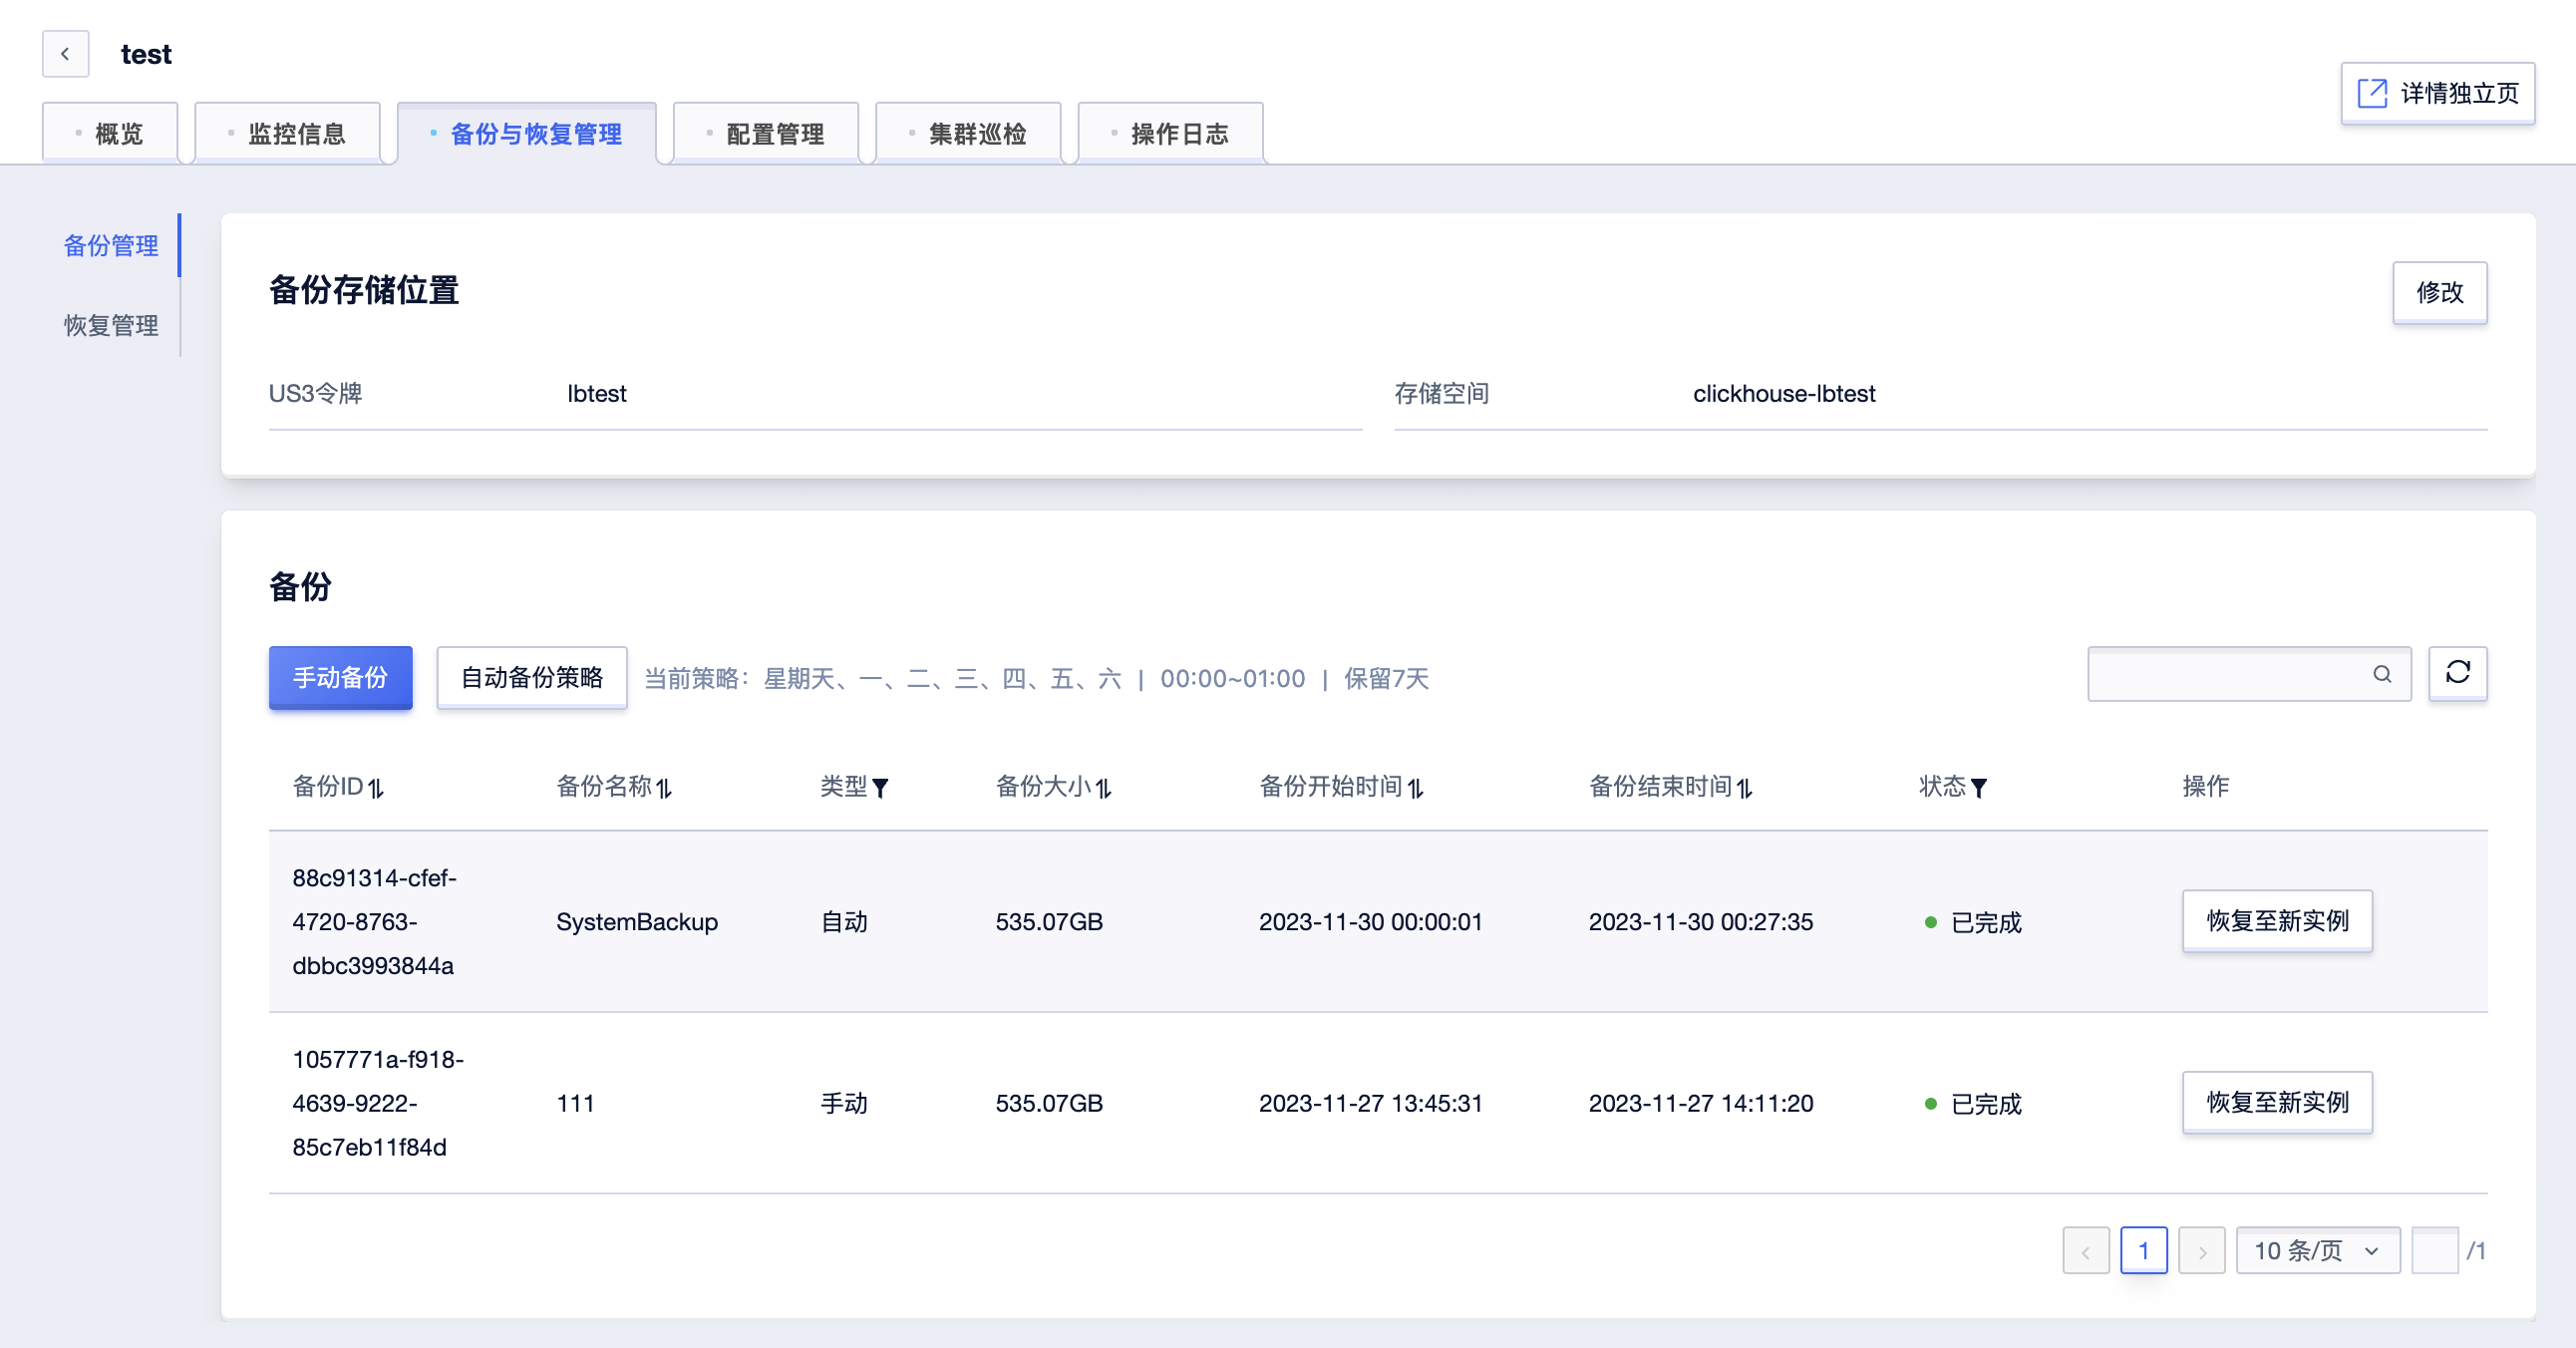 test
详情独立页
概览
监控信息
备份与恢复管理
配置管理
集群巡检
操作日志
备份管理
恢复管理
备份存储位置
修改
US3令牌
lbtest
存储空间
clickhouse-lbtest
备份
手动备份
自动备份策略
当前策略：星期天、一、二、三、四、五、六 | 00:00~01:00 | 保留7天
备份ID
备份名称
类型
备份大小
备份开始时间
备份结束时间
状态
操作
88c91314-cfef-
4720-8763-
dbbc3993844a
SystemBackup
自动
535.07GB
2023-11-30 00:00:01
2023-11-30 00:27:35
已完成
恢复至新实例
1057771a-f918-
4639-9222-
85c7eb11f84d
111
手动
535.07GB
2023-11-27 13:45:31
2023-11-27 14:11:20
已完成
恢复至新实例
1
10 条/页
/1